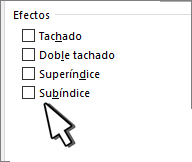 Efectos
Tachado
Doble tachado
Superíndice
Subíndice